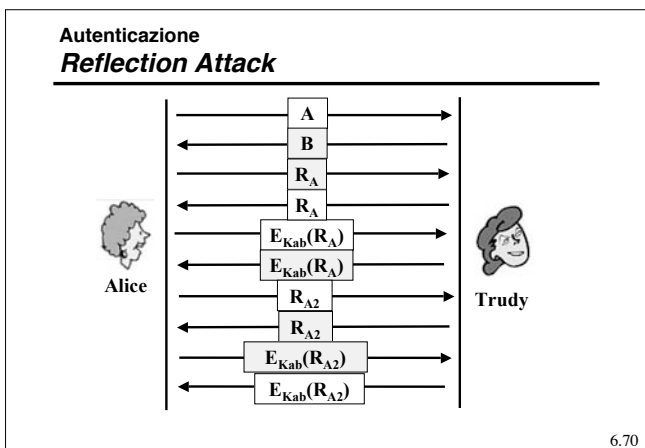 Autenticazione
Reflection Attack
A
B
R_A
R_A
E_Kab(R_A)
E_Kab(R_A)
R_A2
R_A2
E_Kab(R_A2)
E_Kab(R_A2)
Alice
Trudy
6.70